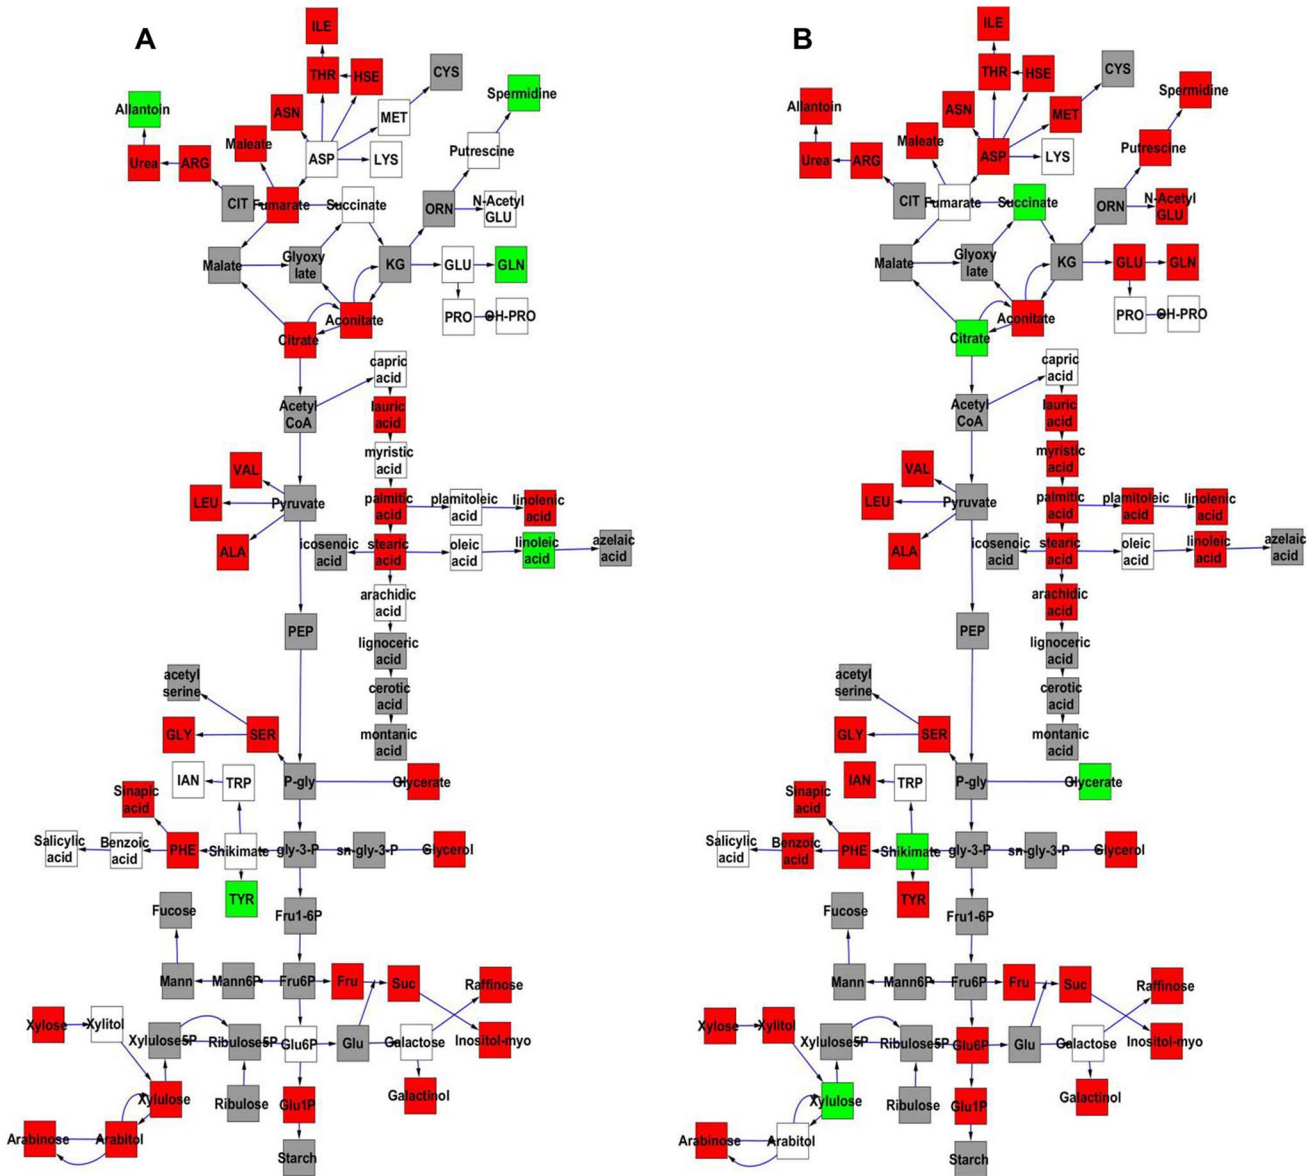 A
ILE
THR
HSE
CYS
Allantoin
ASN
MET
Spermidine
Urea
ARG
Maleate
ASP
LYS
Putrescine
CIT
Fumarate
Succinate
ORN
N-Acetyl
GLU
Malate
Glyoxy
late
KG
GLU
GLN
Citrate
Aconitate
PRO
OH-PRO
capric
acid
Acetyl
CoA
lauric
acid
myristic
acid
VAL
LEU
Pyruvate
palmitic
acid
plamitoleic
acid
linolenic
acid
ALA
icosenoic
acid
stearic
acid
oleic
acid
linoleic
acid
azelaic
acid
arachidic
acid
PEP
lignoceric
acid
acetyl
serine
cerotic
acid
GLY
SER
montanic
acid
IAN
TRP
P-gly
Glycerate
Sinapic
acid
Salicylic
acid
Benzoic
acid
PHE
Shikimate
gly-3-P
sn-gly-3-P
Glycerol
TYR
Fucose
Fru1-6P
Mann
Mann6P
Fru6P
Fru
Suc
Raffinose
Xylose
Xylitol
Xylulose5P
Ribulose5P
Glu6P
Glu
Galactose
Inositol-myo
Xylulose
Ribulose
Glu1P
Galactinol
Arabinose
Arabitol
Starch
B
ILE
THR
HSE
CYS
Allantoin
ASN
MET
Spermidine
Urea
ARG
Maleate
ASP
LYS
Putrescine
CIT
Fumarate
Succinate
ORN
N-Acetyl
GLU
Malate
Glyoxy
late
KG
GLU
GLN
Citrate
Aconitate
PRO
OH-PRO
capric
acid
Acetyl
CoA
lauric
acid
myristic
acid
VAL
LEU
Pyruvate
palmitic
acid
plamitoleic
acid
linolenic
acid
ALA
icosenoic
acid
stearic
acid
oleic
acid
linoleic
acid
azelaic
acid
arachidic
acid
PEP
lignoceric
acid
acetyl
serine
cerotic
acid
GLY
SER
montanic
acid
IAN
TRP
P-gly
Glycerate
Sinapic
acid
Salicylic
acid
Benzoic
acid
PHE
Shikimate
gly-3-P
sn-gly-3-P
Glycerol
TYR
Fucose
Fru1-6P
Mann
Mann6P
Fru6P
Fru
Suc
Raffinose
Xylose
Xylitol
Xylulose5P
Ribulose5P
Glu6P
Glu
Galactose
Inositol-myo
Xylulose
Ribulose
Glu1P
Galactinol
Arabinose
Arabitol
Starch